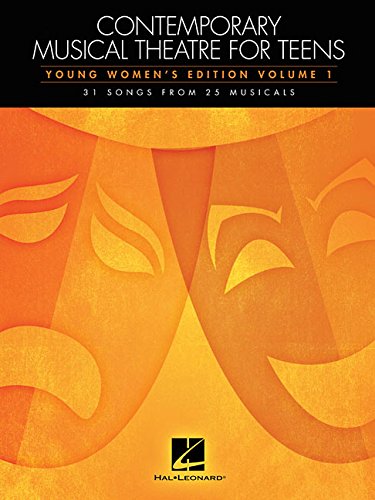 CONTEMPORARY
MUSICAL THEATRE FOR TEENS
YOUNG WOMEN'S EDITION VOLUME 1
31 SONGS FROM 25 MUSICALS
HAL•LEONARD®